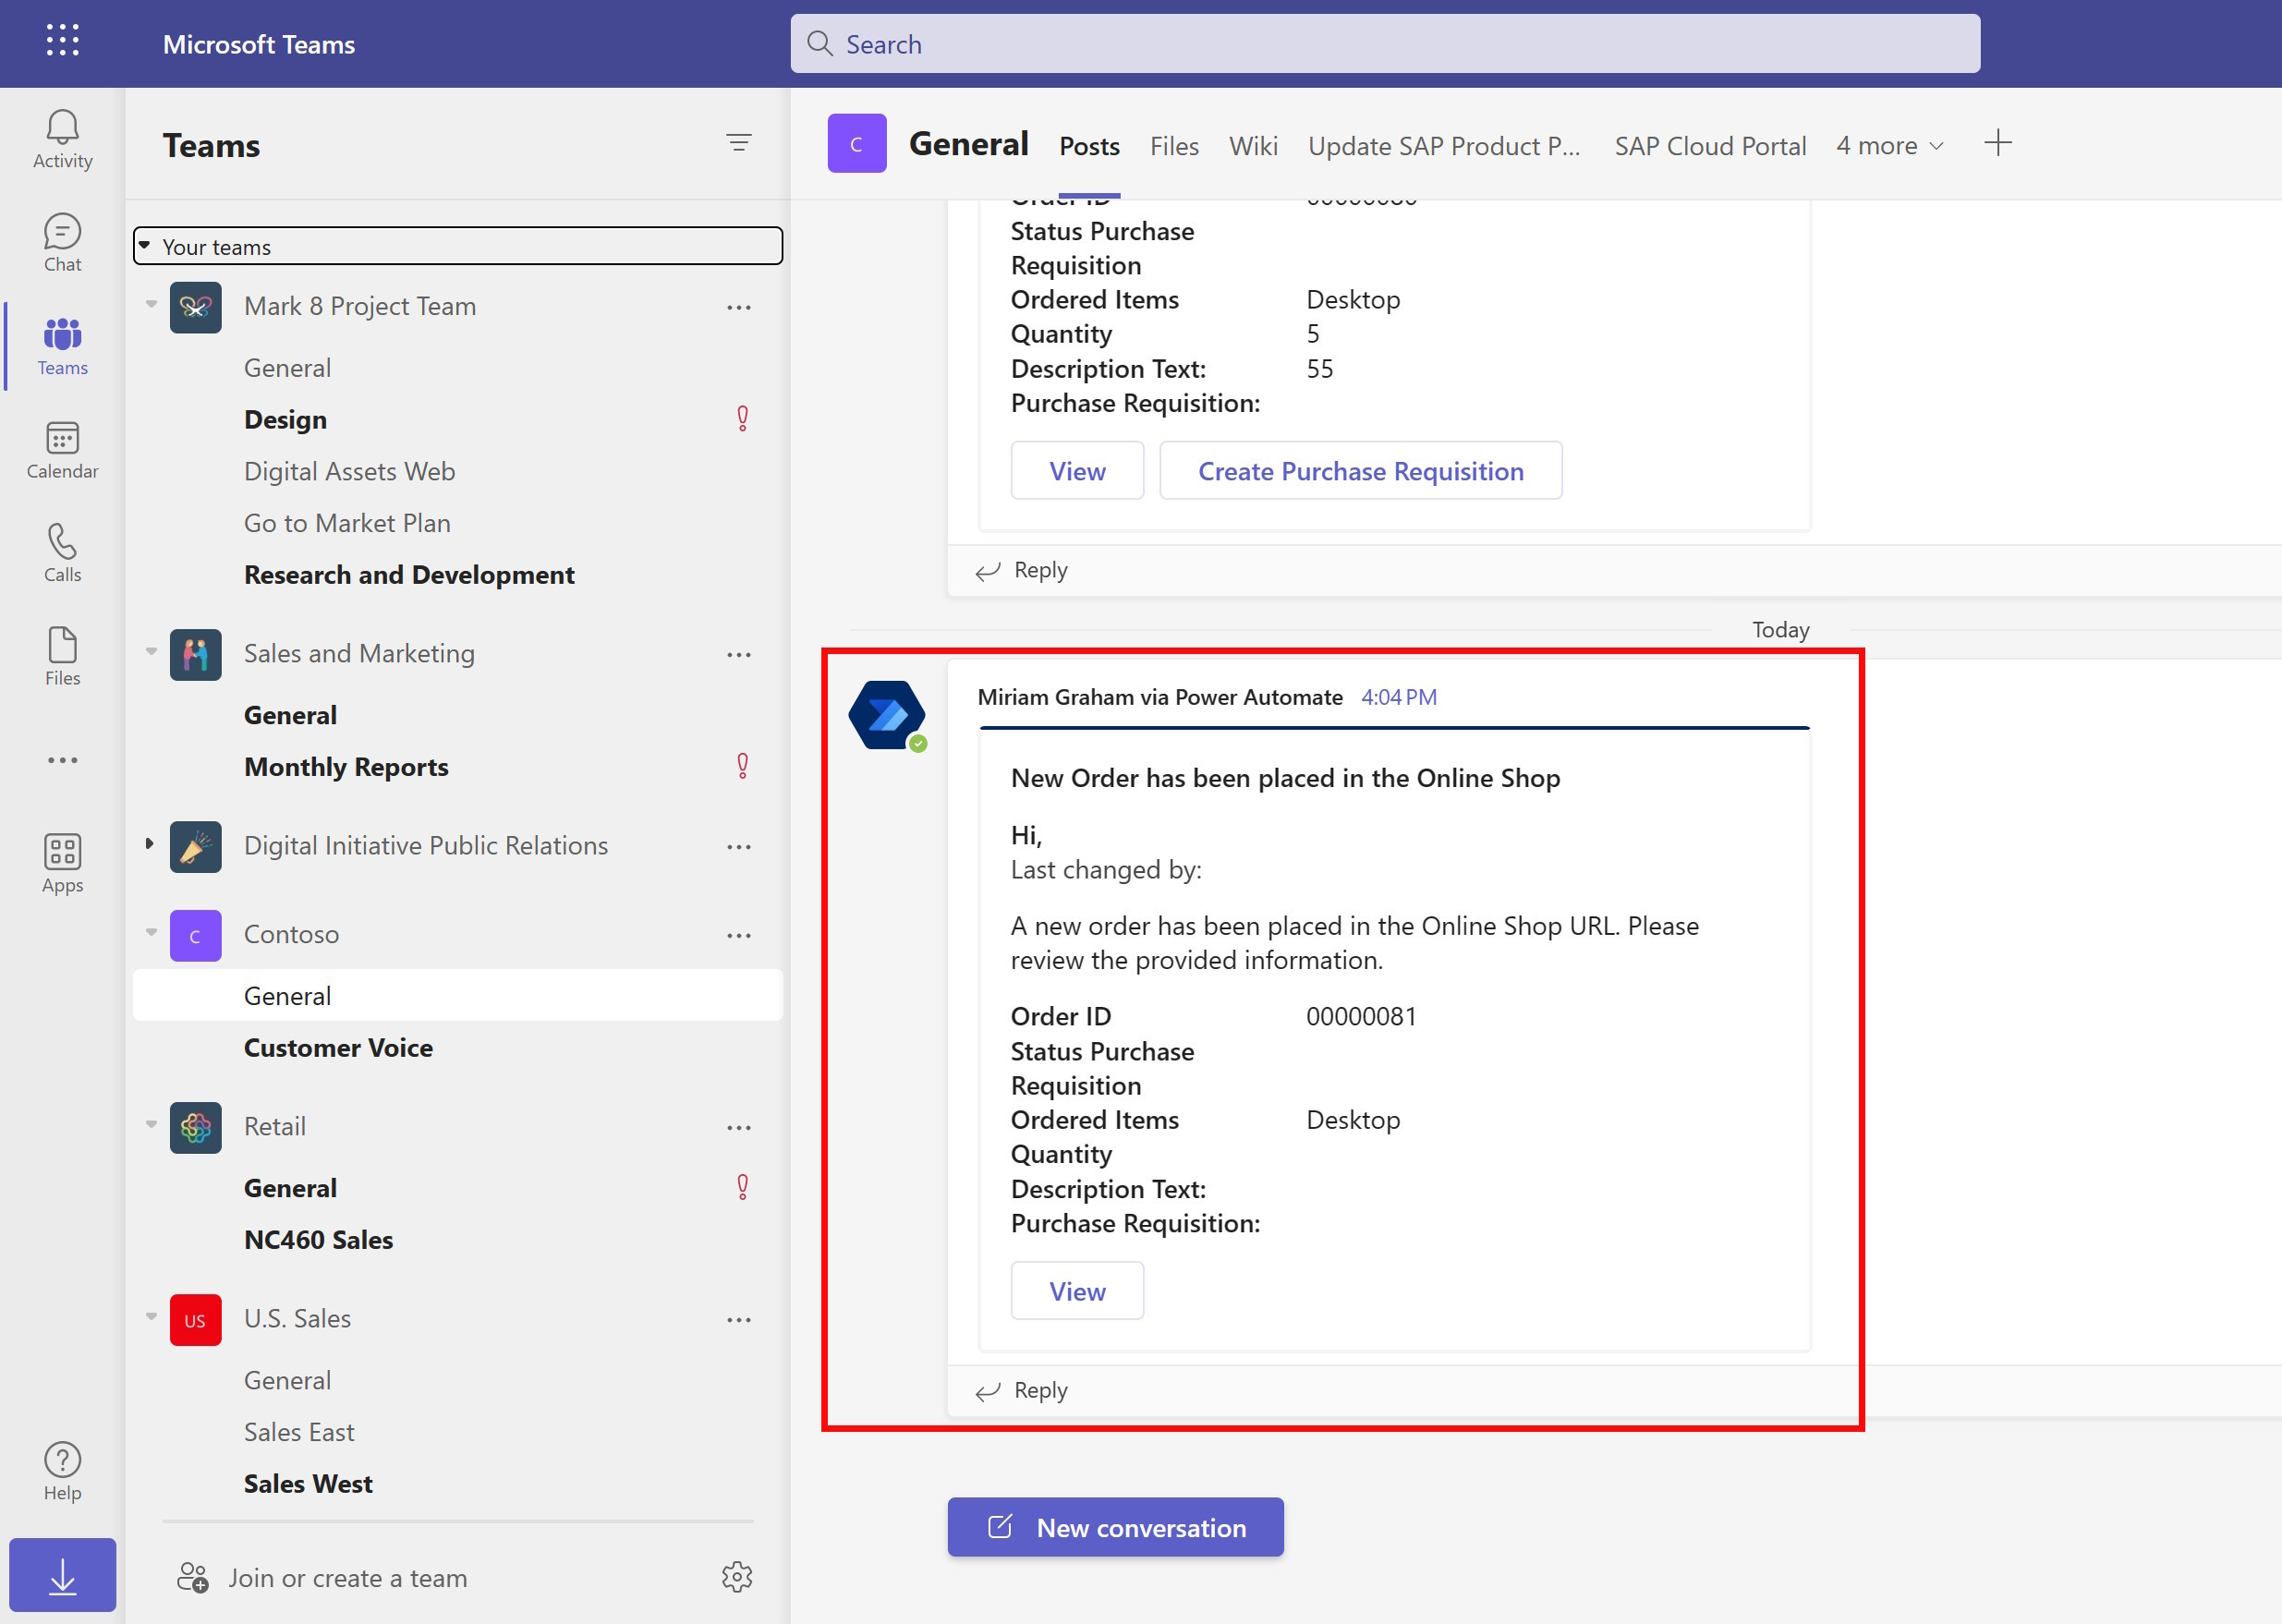 Microsoft Teams
Search
Activity
Chat
Teams
Calendar
Calls
Files
Apps
Help
Teams
Your teams
Mark 8 Project Team
General
Design
Digital Assets Web
Go to Market Plan
Research and Development
Sales and Marketing
General
Monthly Reports
Digital Initiative Public Relations
C Contoso
General
Customer Voice
Retail
General
NC460 Sales
US U.S. Sales
General
Sales East
Sales West
Join or create a team
C General Posts Files Wiki Update SAP Product P... SAP Cloud Portal 4 more
Order ID 00000080
Status Purchase
Requisition
Ordered Items Desktop
Quantity 5
Description Text: 55
Purchase Requisition:
View Create Purchase Requisition
Reply
Today
Miriam Graham via Power Automate 4:04 PM
New Order has been placed in the Online Shop
Hi,
Last changed by:
A new order has been placed in the Online Shop URL. Please
review the provided information.
Order ID 00000081
Status Purchase
Requisition
Ordered Items Desktop
Quantity
Description Text:
Purchase Requisition:
View
Reply
New conversation